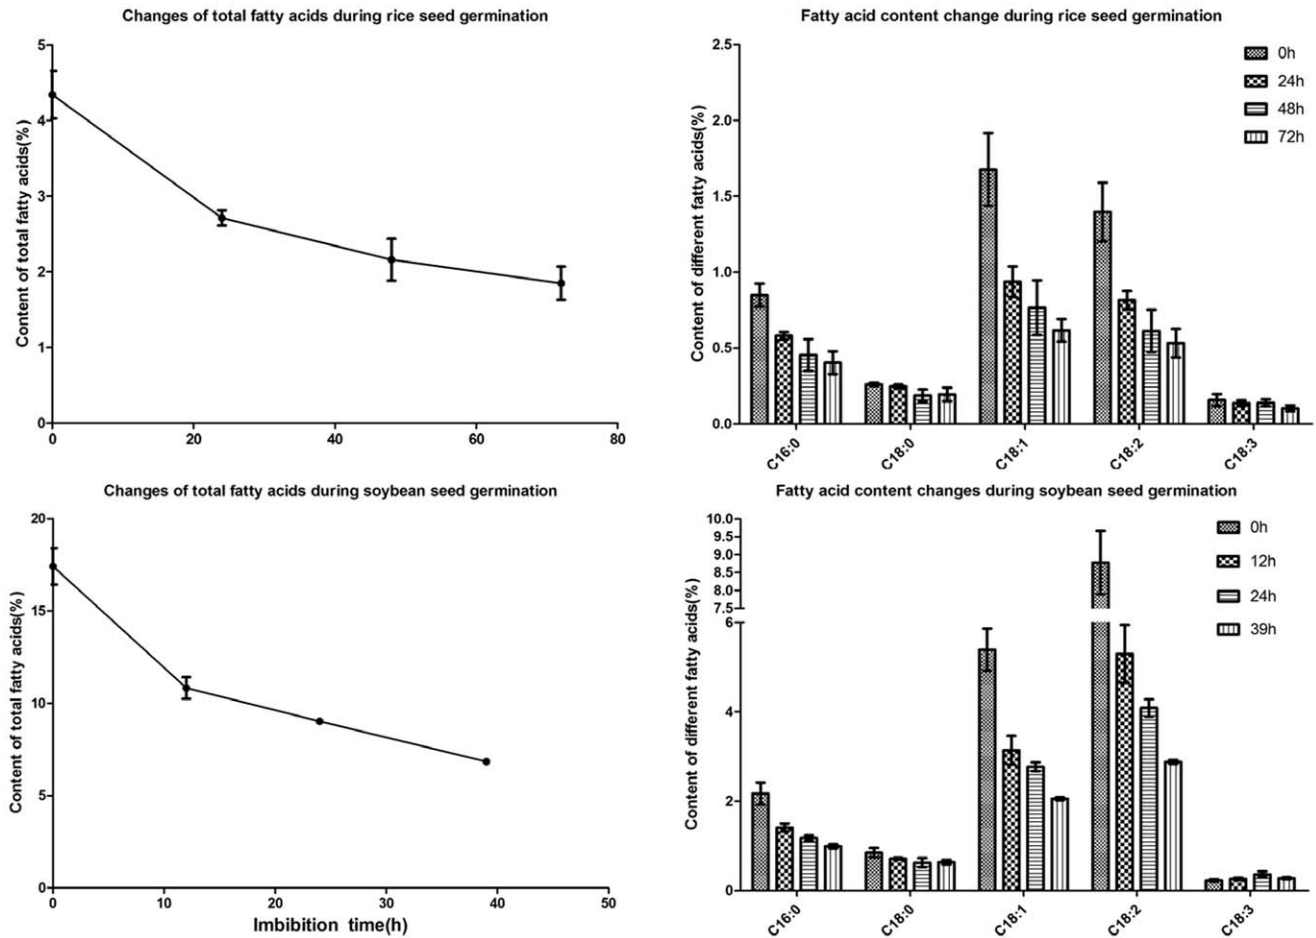 Changes of total fatty acids during rice seed germination
Content of total fatty acids(%)
5
4
3
2
1
0
0 20 40 60 80
Fatty acid content change during rice seed germination
Content of different fatty acids(%)
2.5
2.0
1.5
1.0
0.5
0.0
0h
24h
48h
72h
C16:0 C18:0 C18:1 C18:2 C18:3
Changes of total fatty acids during soybean seed germination
Content of total fatty acids(%)
20
15
10
5
0
0 10 20 30 40 50
Imbibition time(h)
Fatty acid content changes during soybean seed germination
Content of different fatty acids(%)
10.0
9.5
9.0
8.5
8.0
7.5
6
4
2
0
0h
12h
24h
39h
C16:0 C18:0 C18:1 C18:2 C18:3